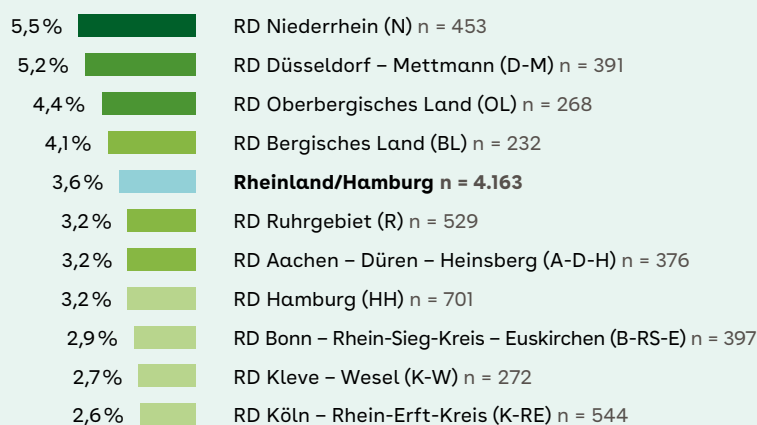 5,5 % RD Niederrhein (N) n = 453
5,2 % RD Düsseldorf – Mettmann (D-M) n = 391
4,4 % RD Oberbergisches Land (OL) n = 268
4,1 % RD Bergisches Land (BL) n = 232
3,6 % Rheinland/Hamburg n = 4.163
3,2 % RD Ruhrgebiet (R) n = 529
3,2 % RD Aachen – Düren – Heinsberg (A-D-H) n = 376
3,2 % RD Hamburg (HH) n = 701
2,9 % RD Bonn – Rhein-Sieg-Kreis – Euskirchen (B-RS-E) n = 397
2,7 % RD Kleve – Wesel (K-W) n = 272
2,6 % RD Köln – Rhein-Erft-Kreis (K-RE) n = 544